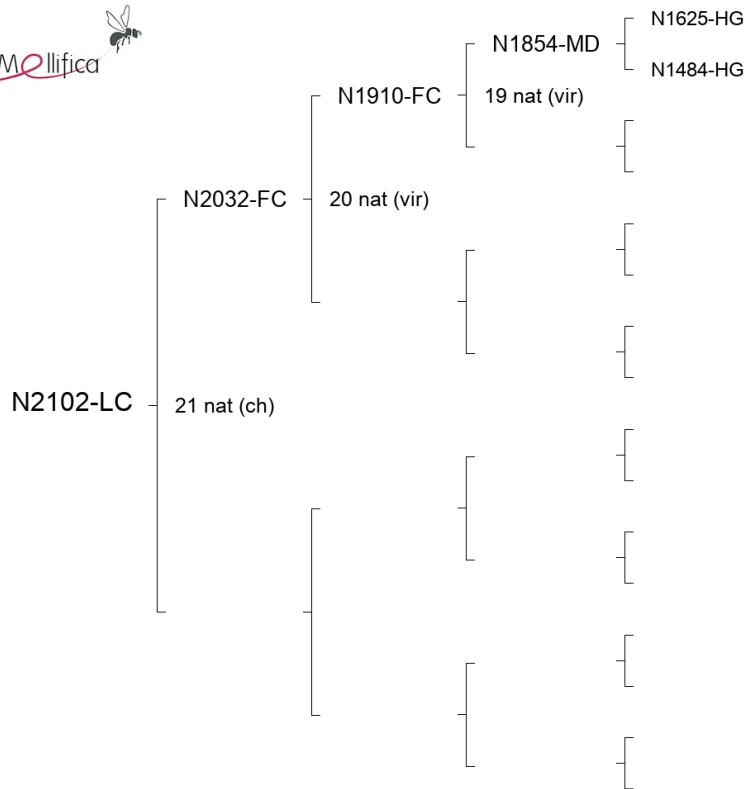 Mellifica
N1625-HG
N1854-MD
N1484-HG
N1910-FC
19 nat (vir)
N2032-FC
20 nat (vir)
N2102-LC
21 nat (ch)